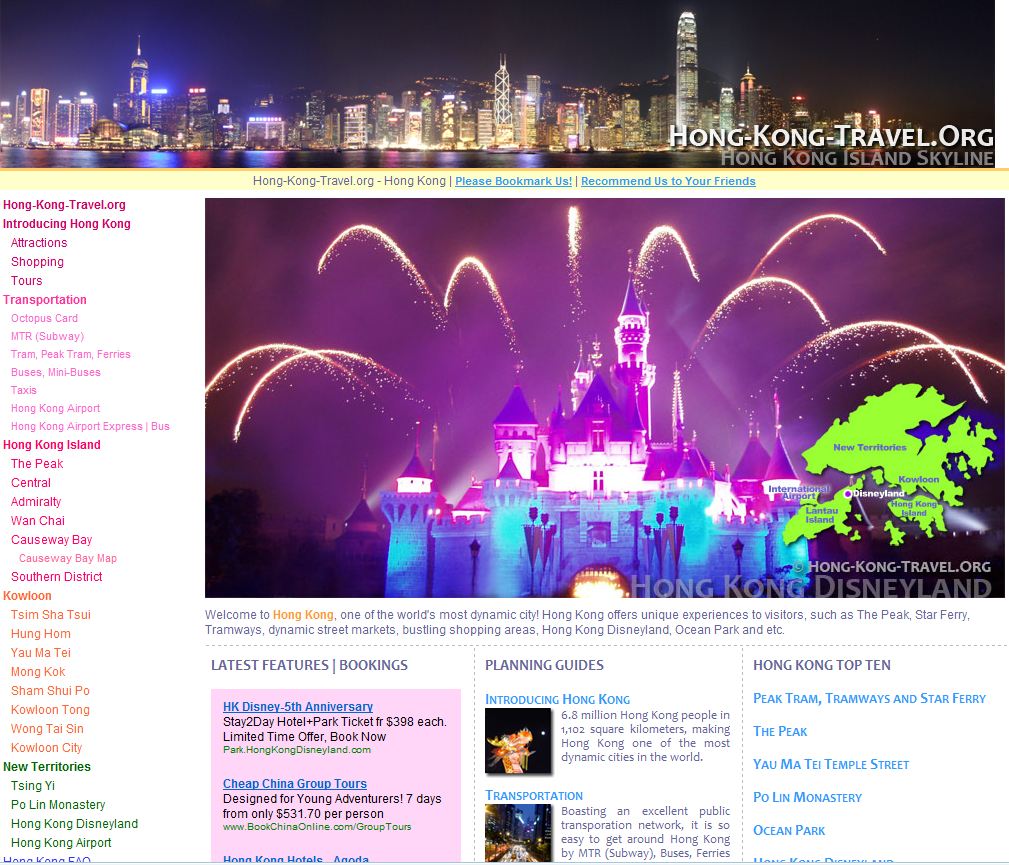 Hong-Kong-Travel.Org
Hong Kong Island Skyline
Hong-Kong-Travel.org - Hong Kong | Please Bookmark Us! | Recommend Us to Your Friends
Hong-Kong-Travel.org
Introducing Hong Kong
Attractions
Shopping
Tours
Transportation
Octopus Card
MTR (Subway)
Tram, Peak Tram, Ferries
Buses, Mini-Buses
Taxis
Hong Kong Airport
Hong Kong Airport Express | Bus
Hong Kong Island
The Peak
Central
Admiralty
Wan Chai
Causeway Bay
Causeway Bay Map
Southern District
Kowloon
Tsim Sha Tsui
Hung Hom
Yau Ma Tei
Mong Kok
Sham Shui Po
Kowloon Tong
Wong Tai Sin
Kowloon City
New Territories
Tsing Yi
Po Lin Monastery
Hong Kong Disneyland
Hong Kong Airport
Hong Kong FAQ
New Territories
Kowloon
International
Airport
Disneyland
Lantau
Island
Hong Kong
Island
© Hong-Kong-Travel.Org
Hong Kong Disneyland
Welcome to Hong Kong, one of the world's most dynamic city! Hong Kong offers unique experiences to visitors, such as The Peak, Star Ferry,
Tramways, dynamic street markets, bustling shopping areas, Hong Kong Disneyland, Ocean Park and etc.
LATEST FEATURES | BOOKINGS
HK Disney-5th Anniversary
Stay2Day Hotel+Park Ticket fr $398 each.
Limited Time Offer, Book Now
Park.HongKongDisneyland.com
Cheap China Group Tours
Designed for Young Adventurers! 7 days
from only $531.70 per person
www.BookChinaOnline.com/GroupTours
Hong Kong Hotels - Agoda
PLANNING GUIDES
Introducing Hong Kong
6.8 million Hong Kong people in
1,102 square kilometers, making
Hong Kong one of the most
dynamic cities in the world.
Transportation
Boasting an excellent public
transporation network, it is so
easy to get around Hong Kong
by MTR (Subway), Buses, Ferries
HONG KONG TOP TEN
Peak Tram, Tramways and Star Ferry
The Peak
Yau Ma Tei Temple Street
Po Lin Monastery
Ocean Park
Hong Kong Disneyland